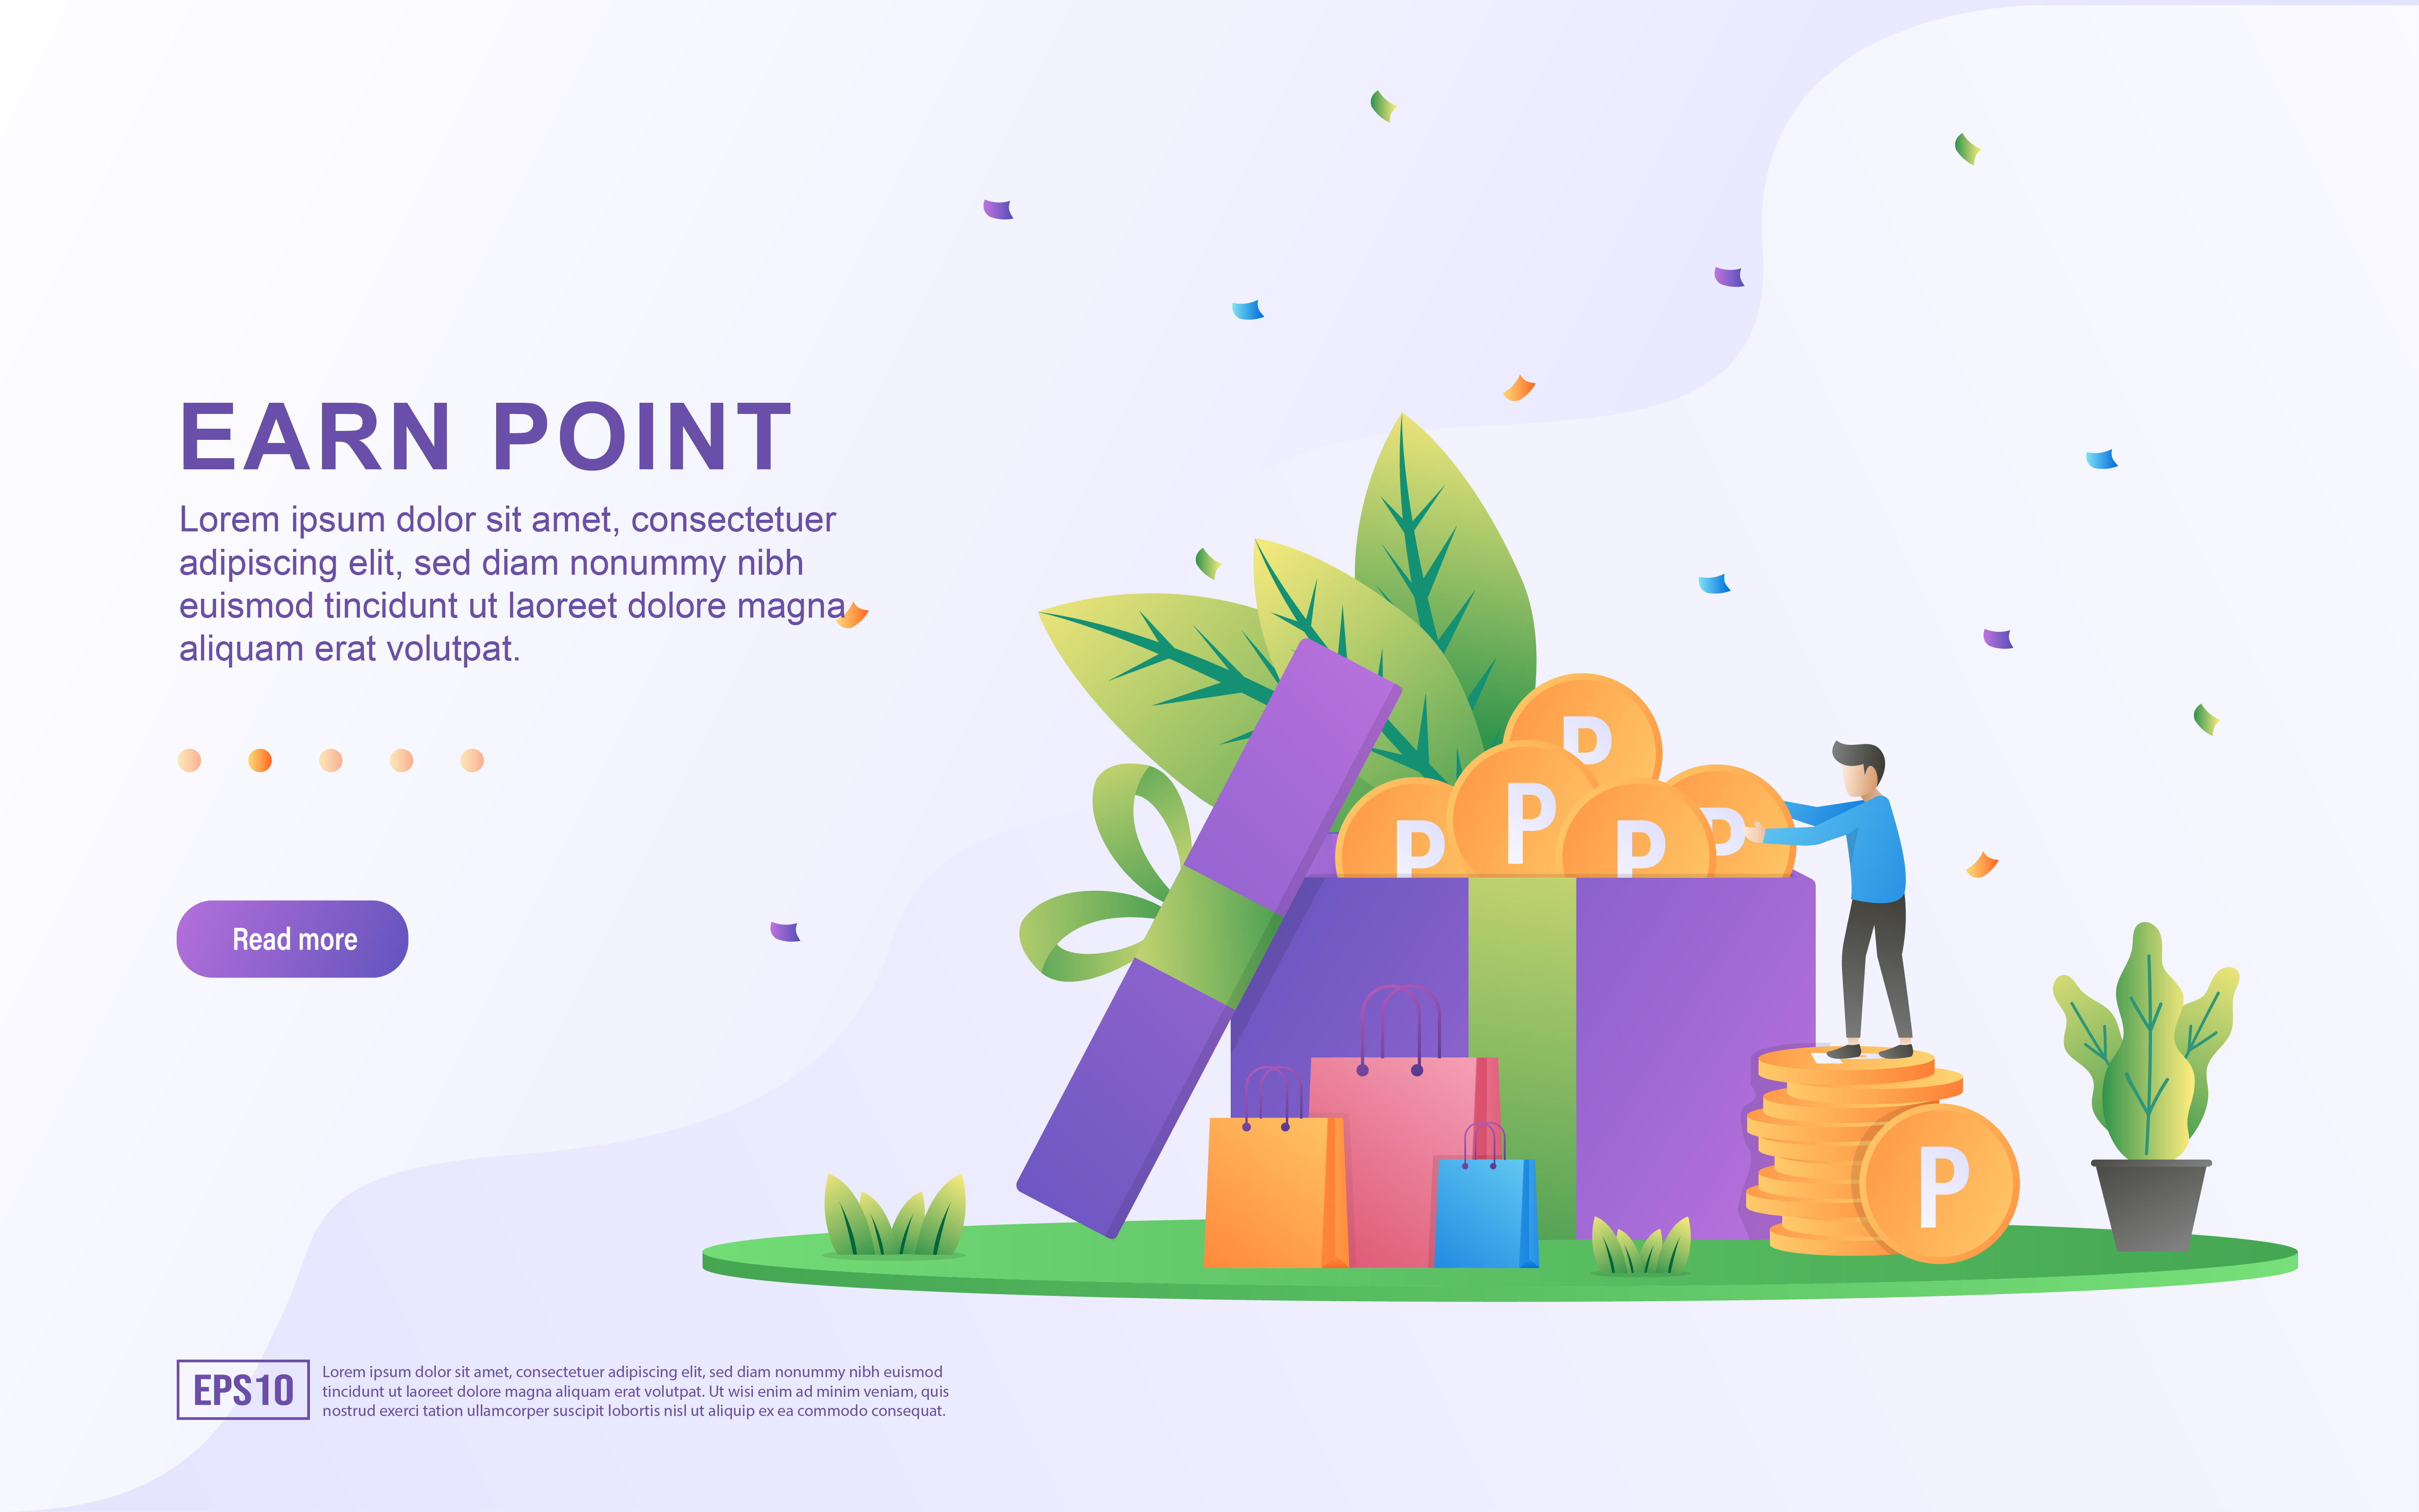 EARN POINT
Lorem ipsum dolor sit amet, consectetuer
adipiscing elit, sed diam nonummy nibh
euismod tincidunt ut laoreet dolore magna
aliquam erat volutpat.
Read more
P
P
P
P
P
P
EPS10
Lorem ipsum dolor sit amet, consectetuer adipiscing elit, sed diam nonummy nibh euismod
tincidunt ut laoreet dolore magna aliquam erat volutpat. Ut wisi enim ad minim veniam, quis
nostrud exerci tation ullamcorper suscipit lobortis nisl ut aliquip ex ea commodo consequat.